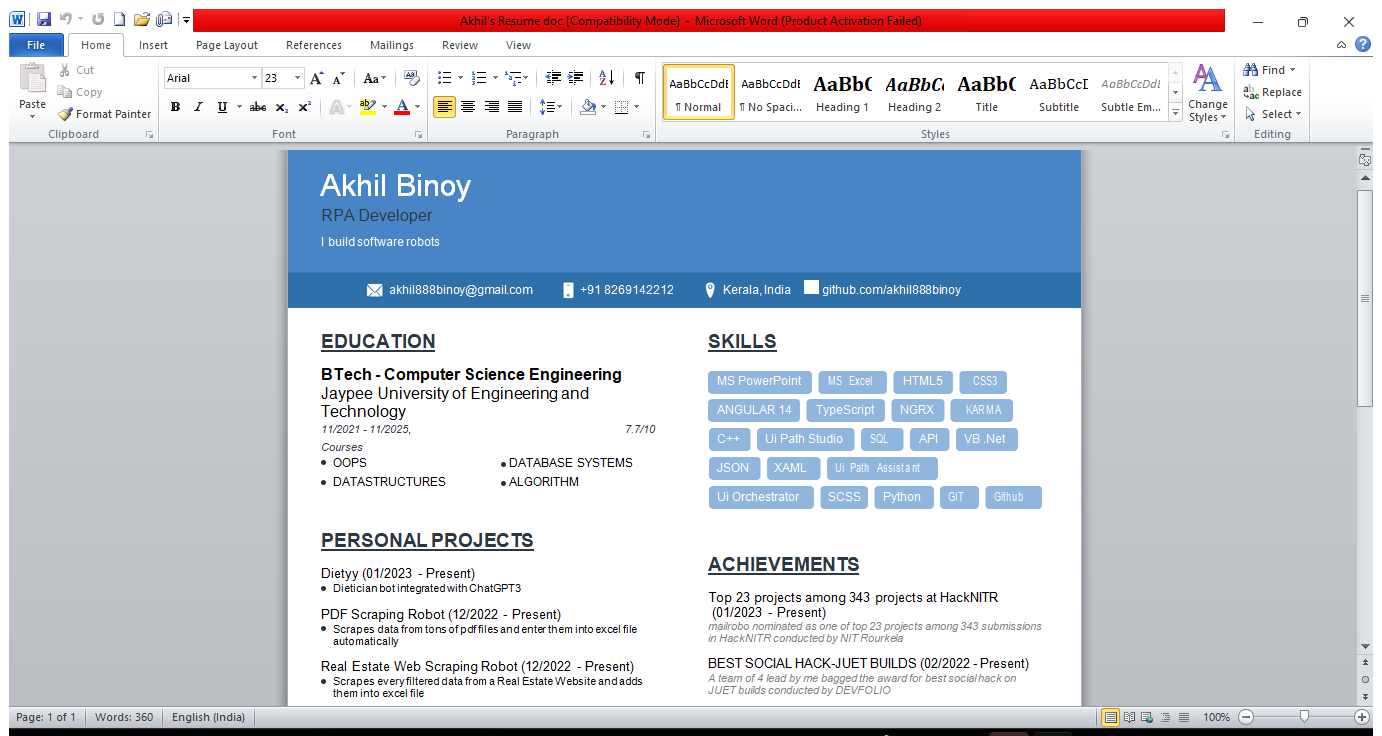 Akhil's Resume doc [Compatibility Mode] - Microsoft Word (Product Activation Failed)
File Home Insert Page Layout References Mailings Review View
Paste
Cut
Copy
Format Painter
Clipboard
Arial 23
Font
Paragraph
AaBbCcDdI AaBbCcDdI AaBbC AaBbCc AaBbC AaBbCcI AaBbCcDdI
¶ Normal ¶ No Spaci... Heading 1 Heading 2 Title Subtitle Subtle Em...
Styles
Change Styles
Find
Replace
Select
Editing
Akhil Binoy
RPA Developer
I build software robots
akhil888binoy@gmail.com +91 8269142212 Kerala, India github.com/akhil888binoy
EDUCATION
BTech - Computer Science Engineering
Jaypee University of Engineering and
Technology
11/2021 - 11/2025, 7.7/10
Courses
• OOPS • DATABASE SYSTEMS
• DATASTRUCTURES • ALGORITHM
PERSONAL PROJECTS
Dietyy (01/2023 - Present)
• Dietician bot integrated with ChatGPT3
PDF Scraping Robot (12/2022 - Present)
• Scrapes data from tons of pdf files and enter them into excel file
automatically
Real Estate Web Scraping Robot (12/2022 - Present)
• Scrapes every filtered data from a Real Estate Website and adds
them into excel file
SKILLS
MS PowerPoint MS Excel HTML5 CSS3
ANGULAR 14 TypeScript NGRX KARMA
C++ Ui Path Studio SQL API VB .Net
JSON XAML Ui Path Assistant
Ui Orchestrator SCSS Python GIT Github
ACHIEVEMENTS
Top 23 projects among 343 projects at HackNITR
(01/2023 - Present)
mailrobo nominated as one of top 23 projects among 343 submissions
in HackNITR conducted by NIT Rourkela
BEST SOCIAL HACK-JUET BUILDS (02/2022 - Present)
A team of 4 lead by me bagged the award for best social hack on
JUET builds conducted by DEVFOLIO
Page: 1 of 1 Words: 360 English (India) 100%